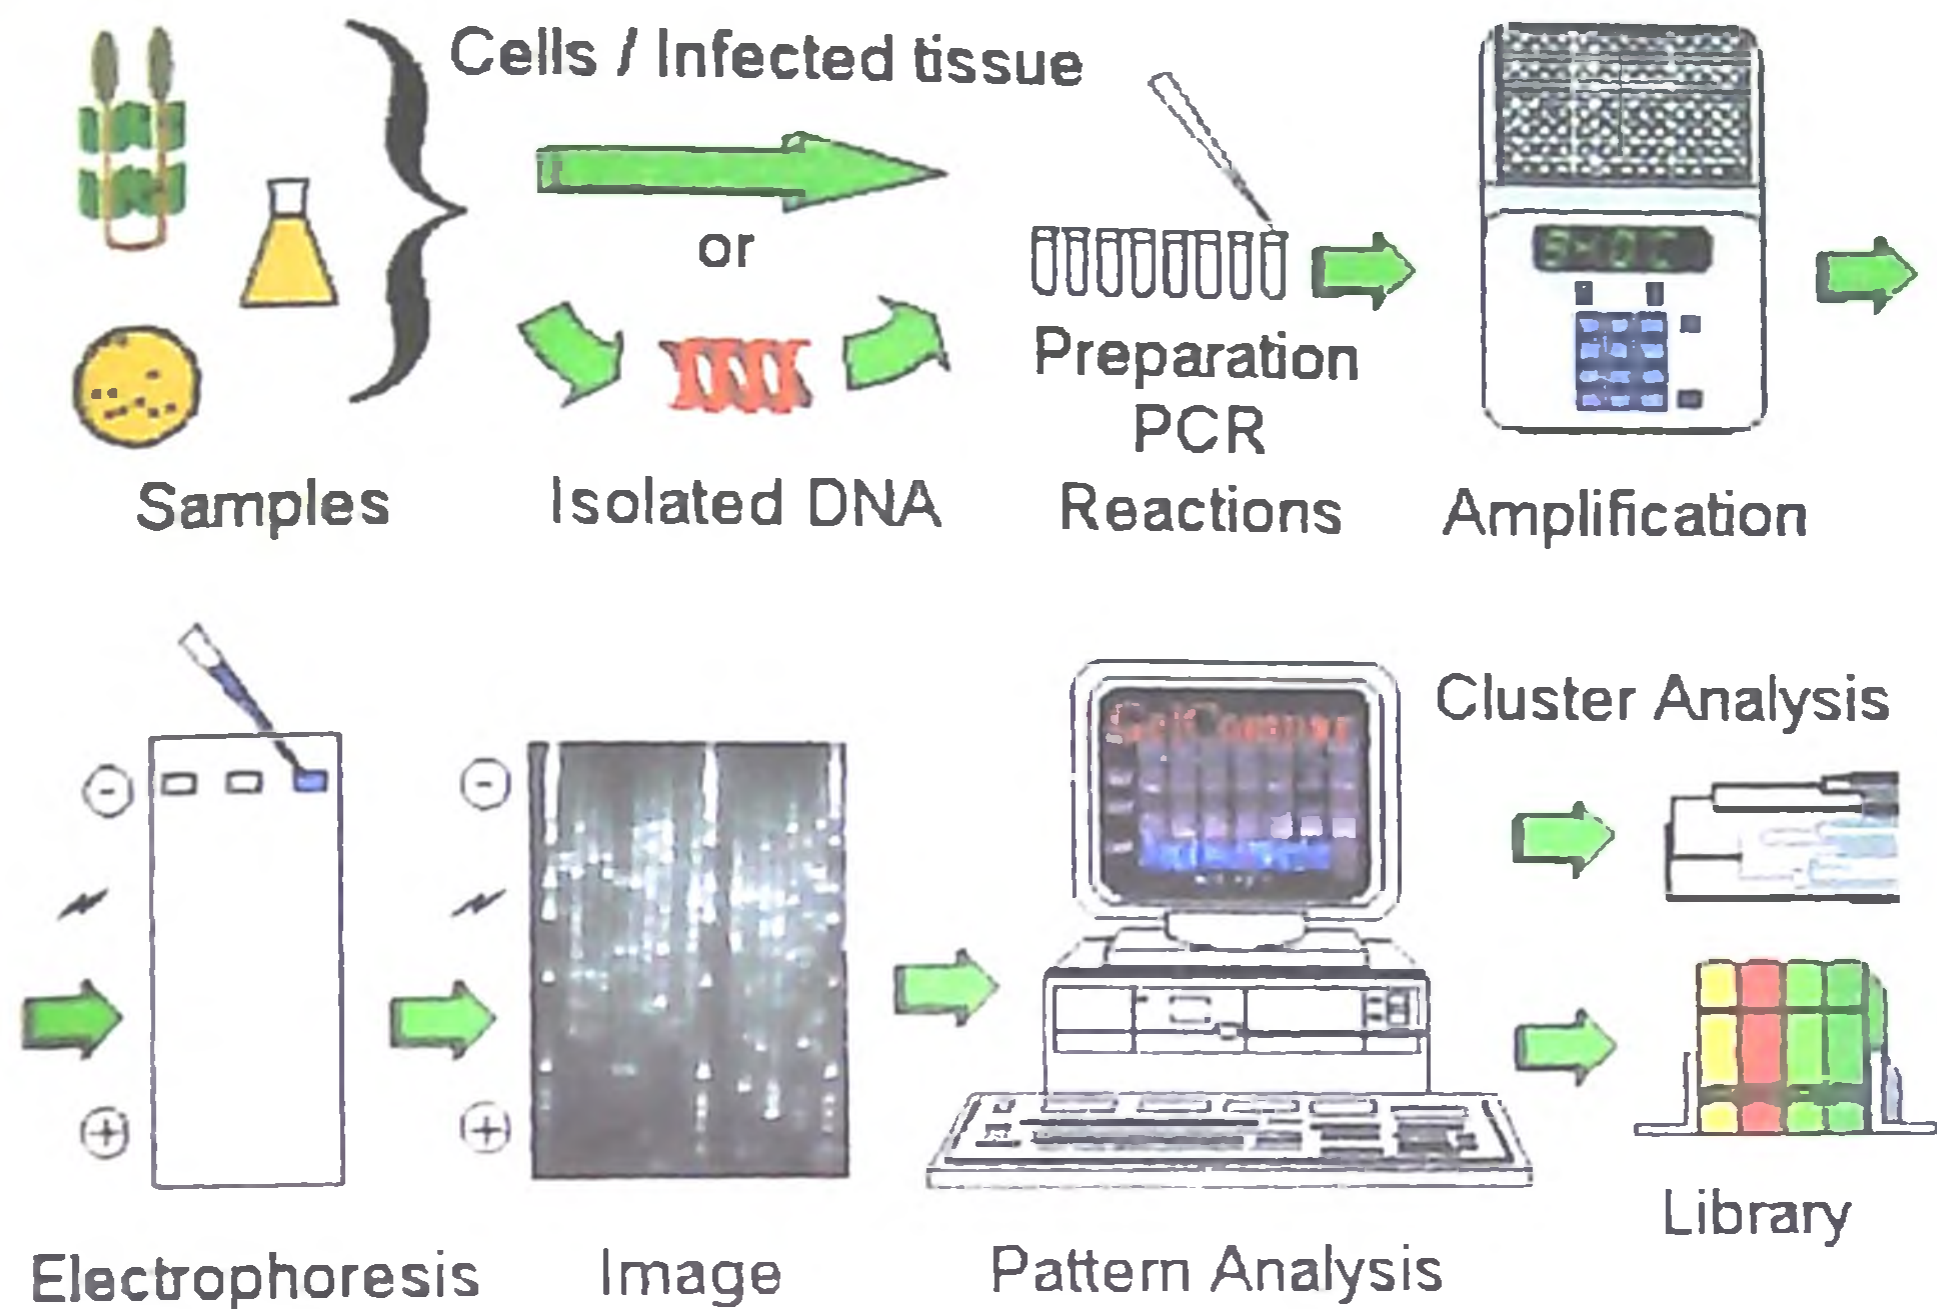 Cells / Infected tissue
or
Samples
Isolated DNA
Preparation
PCR
Reactions
Amplification
-
+
-
+
Cluster Analysis
Library
Electrophoresis
Image
Pattern Analysis